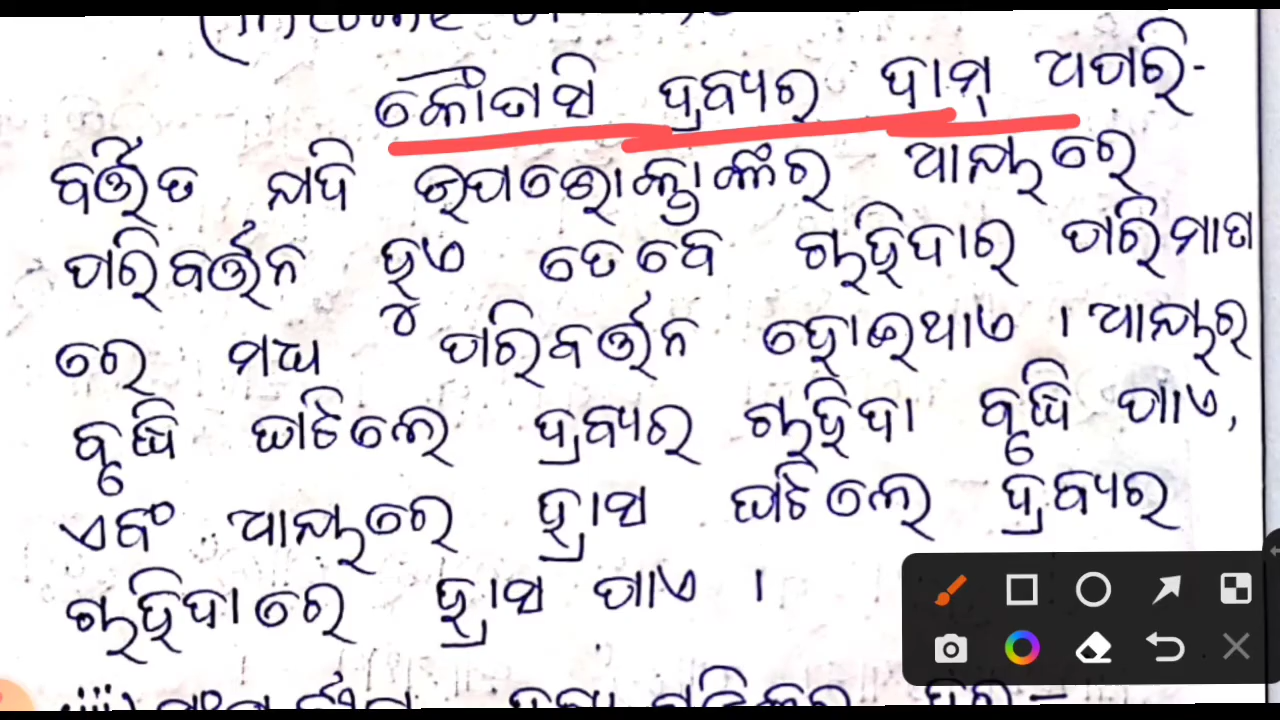 କୌଣସି ଦ୍ରବ୍ୟର ଦାମ୍ ଅପରି-
ବର୍ତ୍ତିତ ଯଦି ଉପଭୋକ୍ତାଙ୍କର ଆୟରେ
ପରିବର୍ତ୍ତନ ହୁଏ ତେବେ ଚାହିଦାର ପରିମାଣ
ରେ ମଧ୍ୟ ପରିବର୍ତ୍ତନ ହୋଇଥାଏ । ଆୟର
ବୃଦ୍ଧି ଘଟିଲେ ଦ୍ରବ୍ୟର ଚାହିଦା ବୃଦ୍ଧି ପାଏ,
ଏବଂ ଆୟରେ ହ୍ରାସ ଘଟିଲେ ଦ୍ରବ୍ୟର
ଚାହିଦାରେ ହ୍ରାସ ପାଏ ।